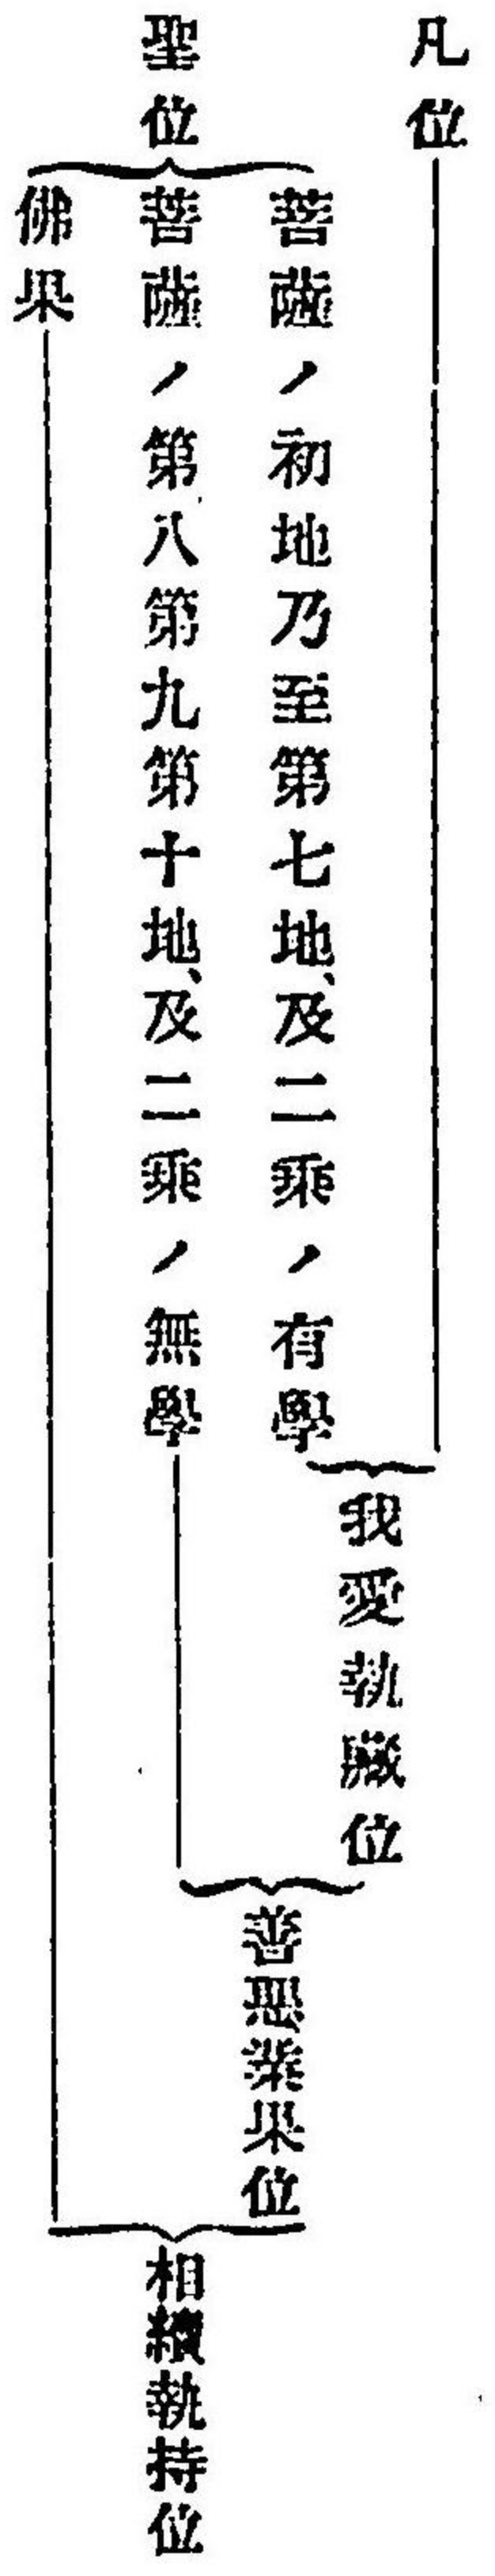 凡位
聖位
菩薩ノ初地乃至第七地、及二乘ノ有學
菩薩ノ第八第九第十地、及二乘ノ無學
佛果
我愛執藏位
善惡業果位
相續執持位